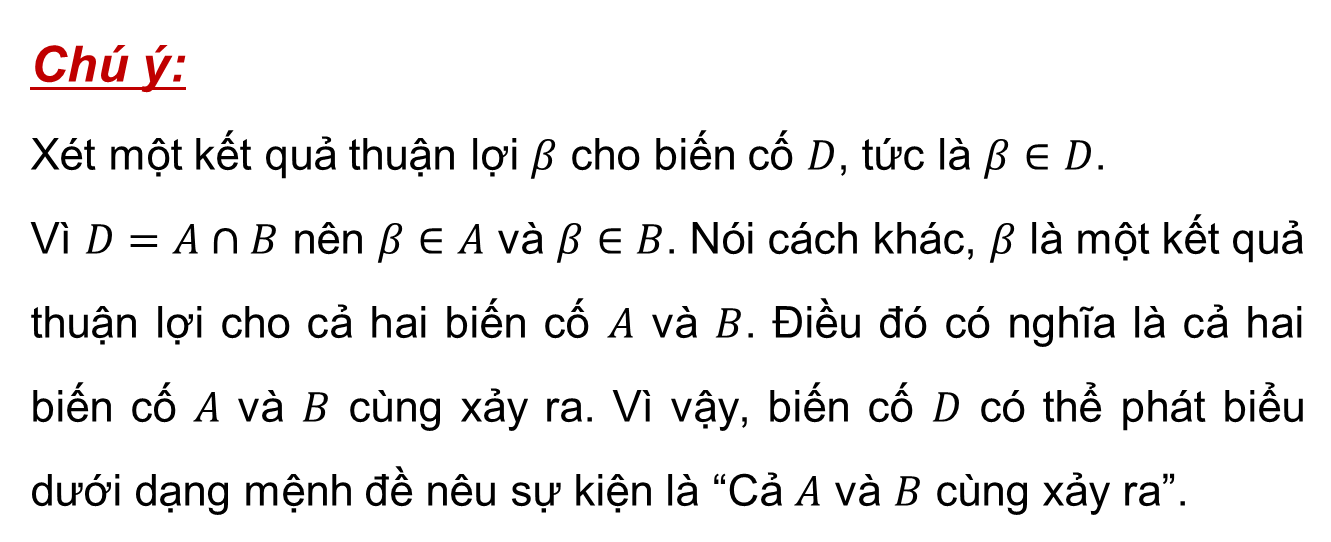 Chú ý:
Xét một kết quả thuận lợi 𝛽 cho biến cố 𝐷, tức là 𝛽 ∈ 𝐷.
Vì 𝐷 = 𝐴 ∩ 𝐵 nên 𝛽 ∈ 𝐴 và 𝛽 ∈ 𝐵. Nói cách khác, 𝛽 là một kết quả
thuận lợi cho cả hai biến cố 𝐴 và 𝐵. Điều đó có nghĩa là cả hai
biến cố 𝐴 và 𝐵 cùng xảy ra. Vì vậy, biến cố 𝐷 có thể phát biểu
dưới dạng mệnh đề nêu sự kiện là “Cả 𝐴 và 𝐵 cùng xảy ra”.